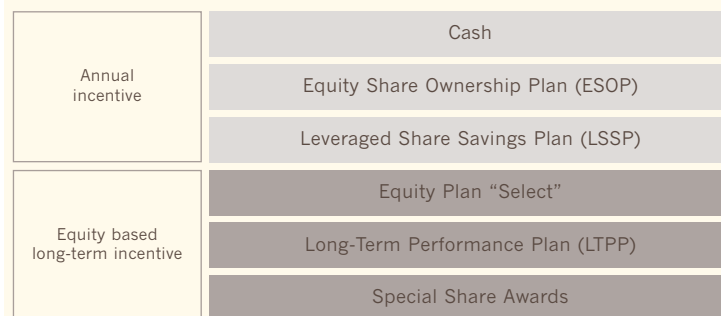 Annual
incentive
Cash
Equity Share Ownership Plan (ESOP)
Leveraged Share Savings Plan (LSSP)
Equity based
long-term incentive
Equity Plan “Select”
Long-Term Performance Plan (LTPP)
Special Share Awards